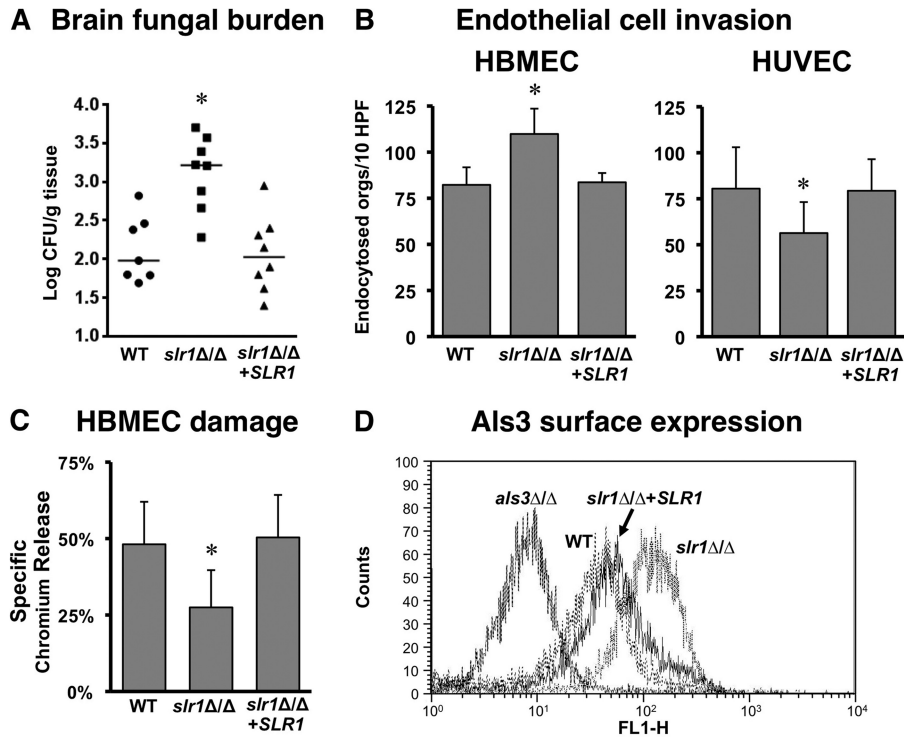 A Brain fungal burden
*
4.0
3.5
3.0
2.5
2.0
1.5
1.0
Log CFU/g tissue
WT
slr1Δ/Δ
slr1Δ/Δ
+SLR1
B Endothelial cell invasion
HBMEC
*
125
100
75
50
25
0
Endocytosed orgs/10 HPF
WT
slr1Δ/Δ
slr1Δ/Δ
+SLR1
HUVEC
*
125
100
75
50
25
0
WT
slr1Δ/Δ
slr1Δ/Δ
+SLR1
C HBMEC damage
75%
50%
25%
0%
Specific
Chromium Release
*
WT
slr1Δ/Δ
slr1Δ/Δ
+SLR1
D Als3 surface expression
100
90
80
70
60
50
40
30
20
10
0
Counts
als3Δ/Δ
WT
slr1Δ/Δ+SLR1
slr1Δ/Δ
10⁰
10¹
10²
10³
10⁴
FL1-H